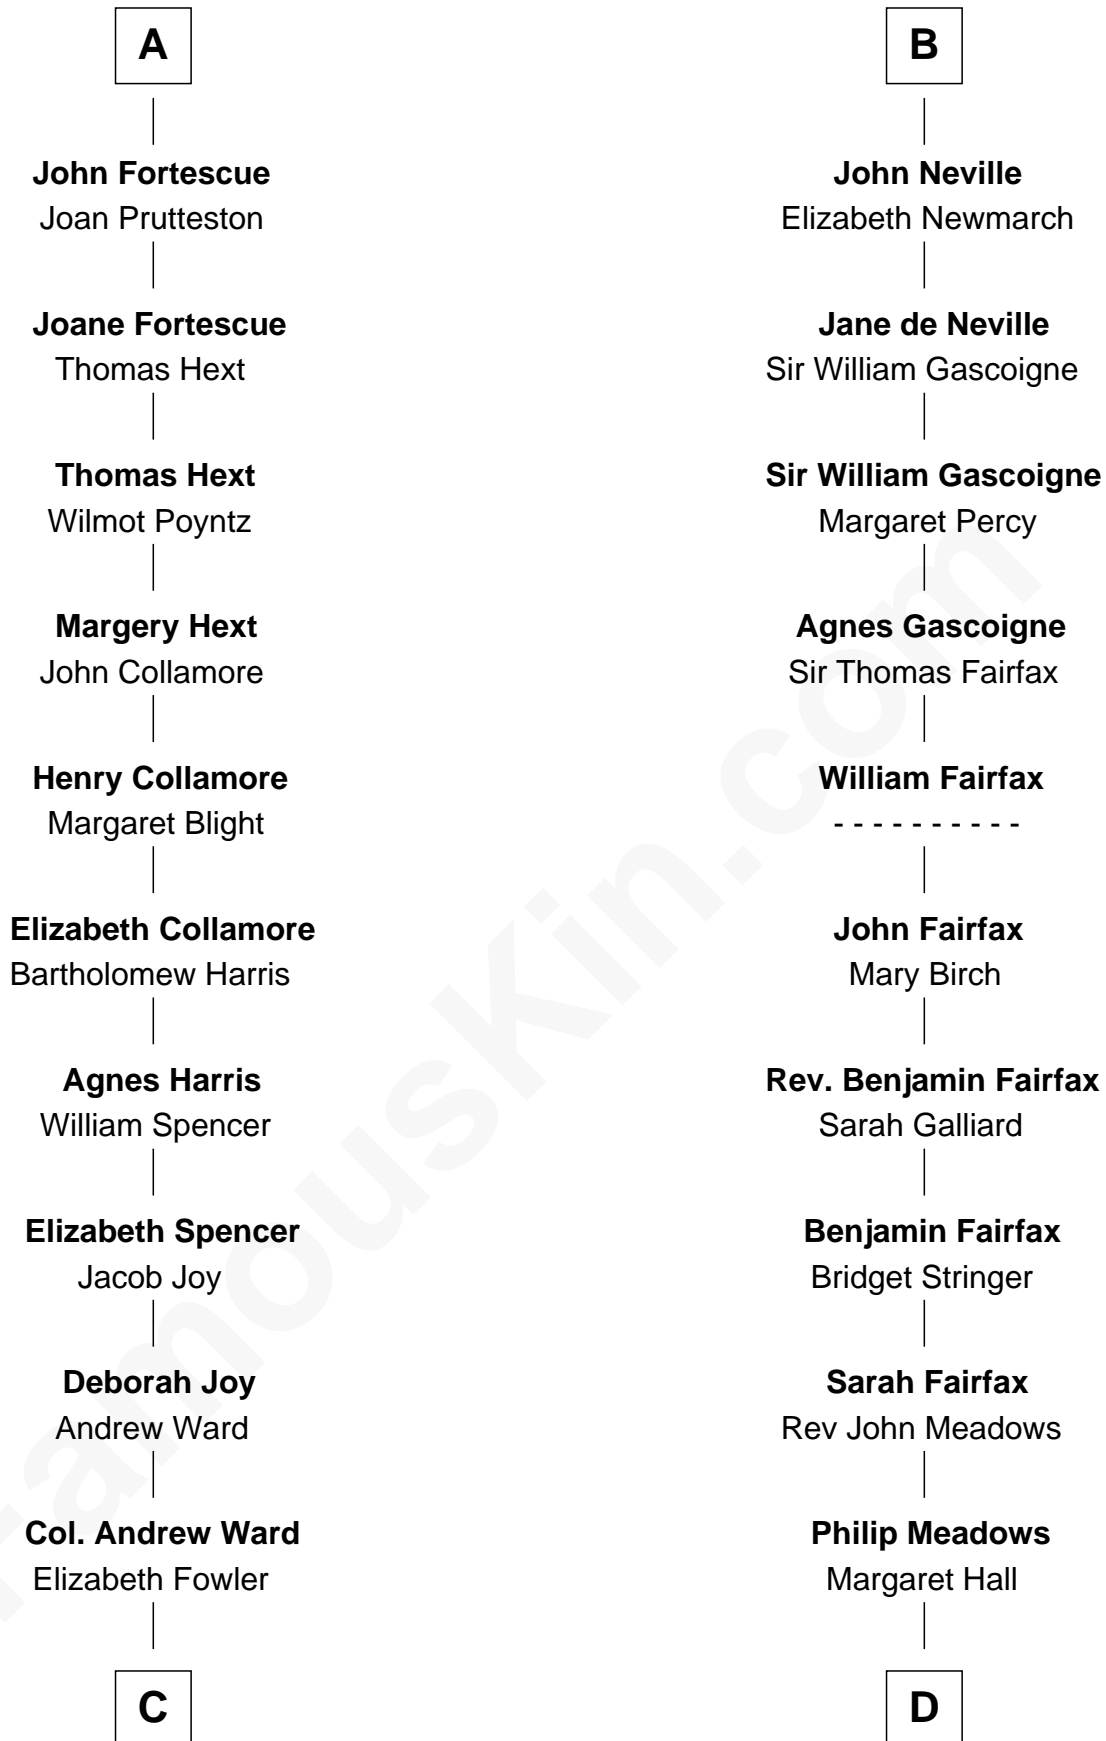 A
John Fortescue
Joan Prutteston
Joane Fortescue
Thomas Hext
Thomas Hext
Wilmot Poyntz
Margery Hext
John Collamore
Henry Collamore
Margaret Blight
Elizabeth Collamore
Bartholomew Harris
Agnes Harris
William Spencer
Elizabeth Spencer
Jacob Joy
Deborah Joy
Andrew Ward
Col. Andrew Ward
Elizabeth Fowler
C
B
John Neville
Elizabeth Newmarch
Jane de Neville
Sir William Gascoigne
Sir William Gascoigne
Margaret Percy
Agnes Gascoigne
Sir Thomas Fairfax
William Fairfax
- - - - - - - - - -
John Fairfax
Mary Birch
Rev. Benjamin Fairfax
Sarah Galliard
Benjamin Fairfax
Bridget Stringer
Sarah Fairfax
Rev John Meadows
Philip Meadows
Margaret Hall
D
FamousKin.com